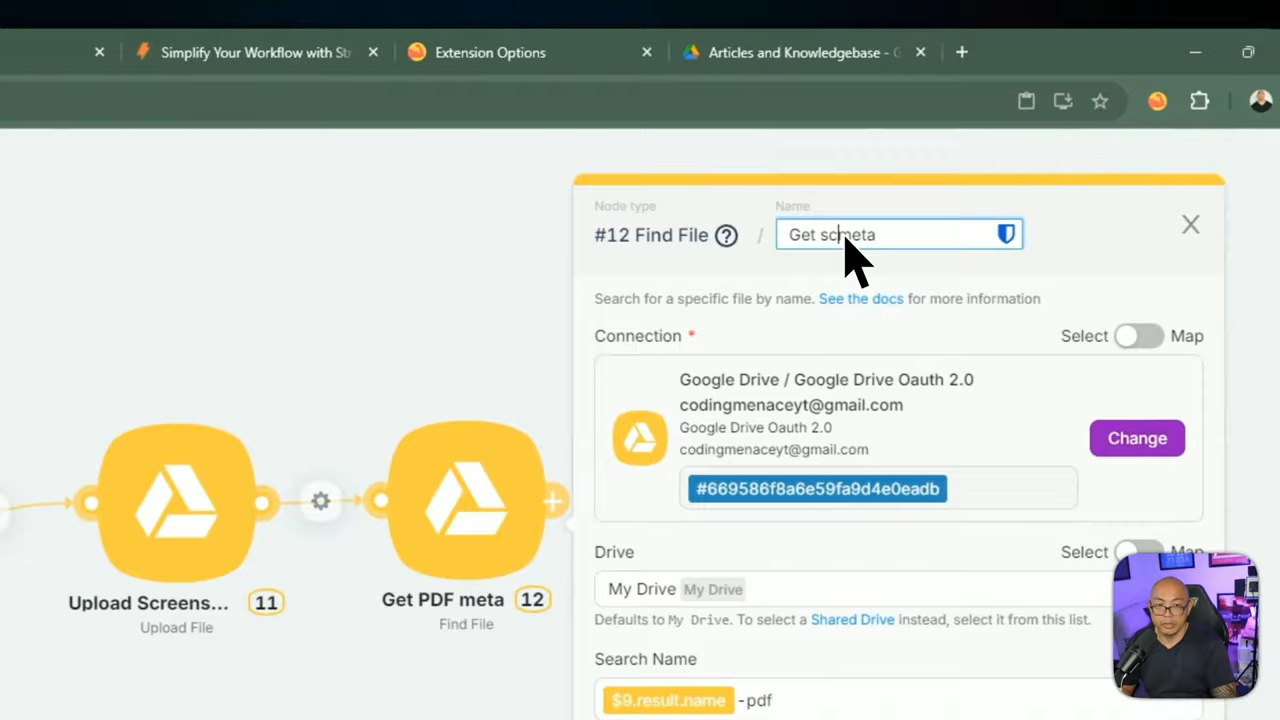 Simplify Your Workflow with Str
Extension Options
Articles and Knowledgebase - G
Node type
Name
#12 Find File ? / Get scmeta
Search for a specific file by name. See the docs for more information
Connection *
Select Map
Google Drive / Google Drive Oauth 2.0
codingmenaceyt@gmail.com
Google Drive Oauth 2.0
codingmenaceyt@gmail.com
Change
#669586f8a6e59fa9d4e0eadb
Drive
Select Map
My Drive My Drive
Defaults to My Drive. To select a Shared Drive instead, select it from this list.
Search Name
$9.result.name -pdf
Upload Screens... 11
Upload File
Get PDF meta 12
Find File